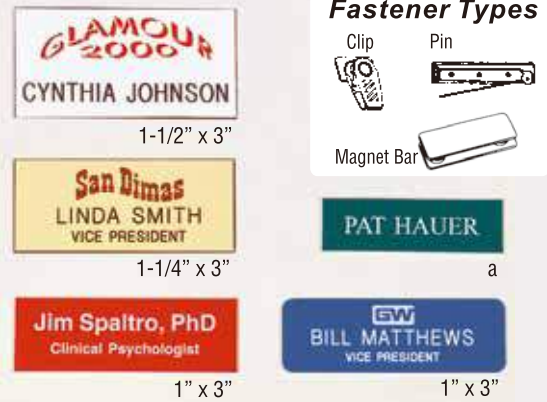 GLAMOUR
2000
CYNTHIA JOHNSON
1-1/2" x 3"
Fastener Types
Clip Pin
Magnet Bar
San Dimas
LINDA SMITH
VICE PRESIDENT
1-1/4" x 3"
PAT HAUER
a
Jim Spaltro, PhD
Clinical Psychologist
1" x 3"
GW
BILL MATTHEWS
VICE PRESIDENT
1" x 3"